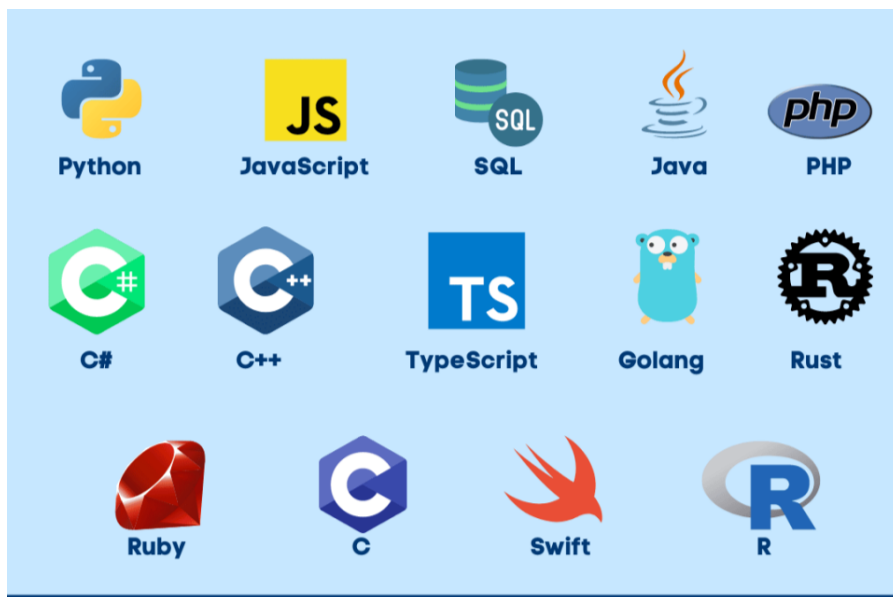 JS
SQL
php
Python
JavaScript
SQL
Java
PHP
C#
C++
TS
R
C#
C++
TypeScript
Golang
Rust
C
R
Ruby
C
Swift
R